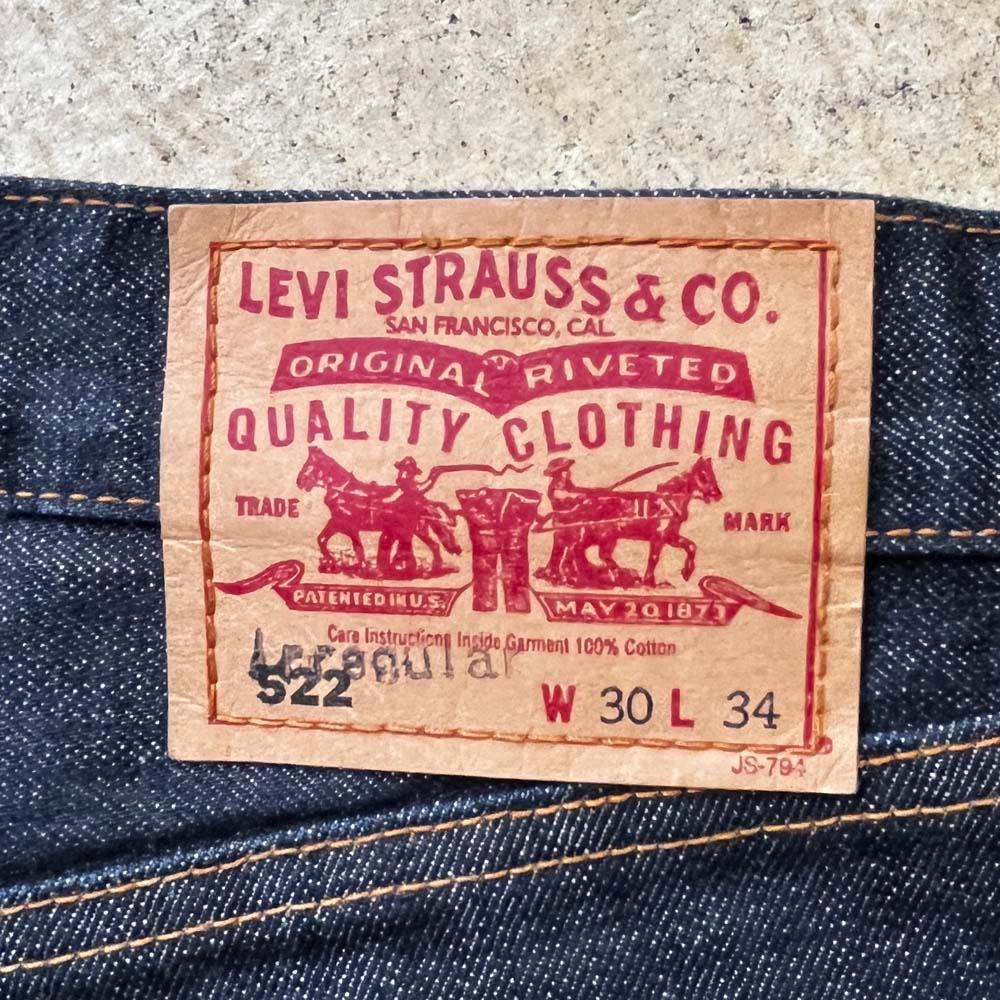 LEVI STRAUSS & CO.
SAN FRANCISCO, CAL.
ORIGINAL RIVETED
QUALITY CLOTHING
TRADE MARK
PATENTED IN U.S. MAY 20 1873
Care Instructions Inside Garment 100% Cotton
Irregular
522
W 30 L 34
JS-794